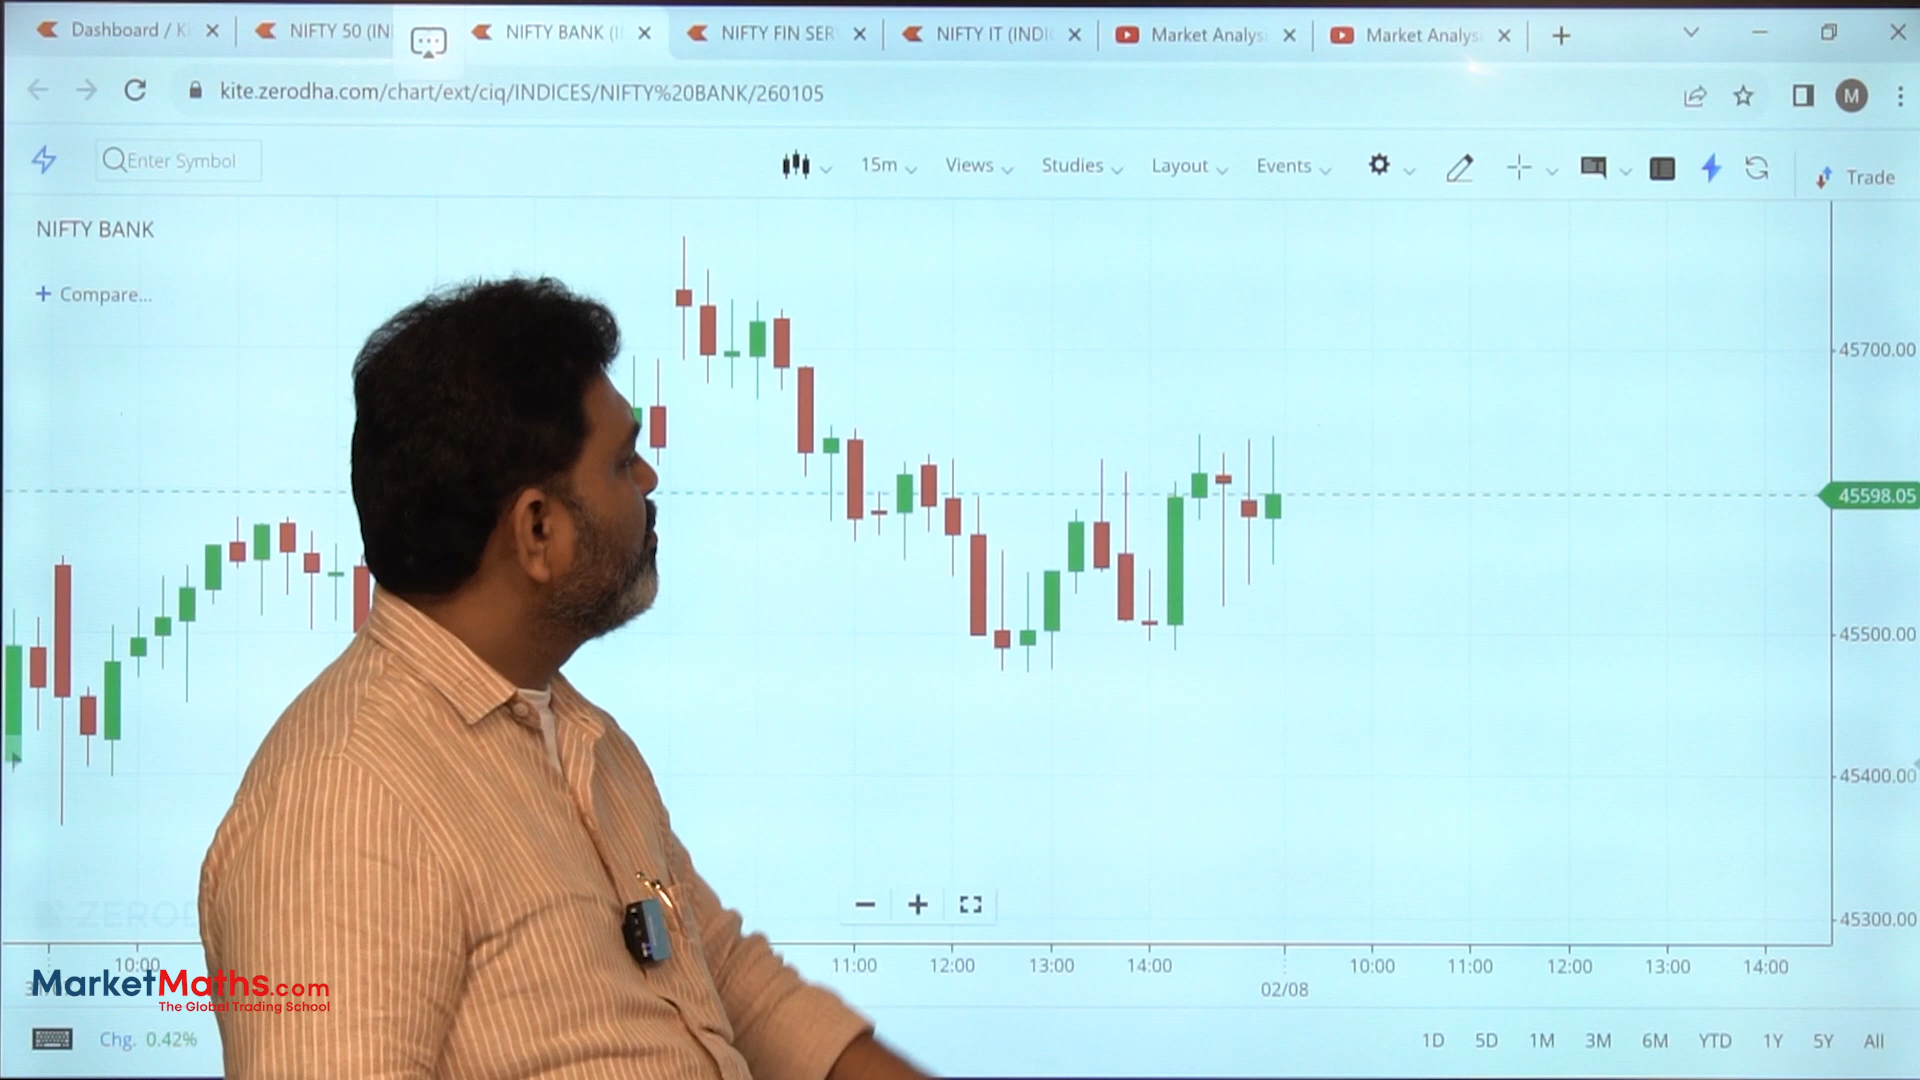 Dashboard / Ki
NIFTY 50 (IN
NIFTY BANK (I
NIFTY FIN SER
NIFTY IT (INDI
Market Analys
Market Analys
kite.zerodha.com/chart/ext/ciq/INDICES/NIFTY%20BANK/260105
M
Enter Symbol
15m
Views
Studies
Layout
Events
Trade
NIFTY BANK
+ Compare...
45700.00
45598.05
45500.00
45400.00
45300.00
ZEROD
10:00
11:00
12:00
13:00
14:00
10:00
11:00
12:00
13:00
14:00
02/08
MarketMaths.com
The Global Trading School
Chg. 0.42%
1D
5D
1M
3M
6M
YTD
1Y
5Y
All